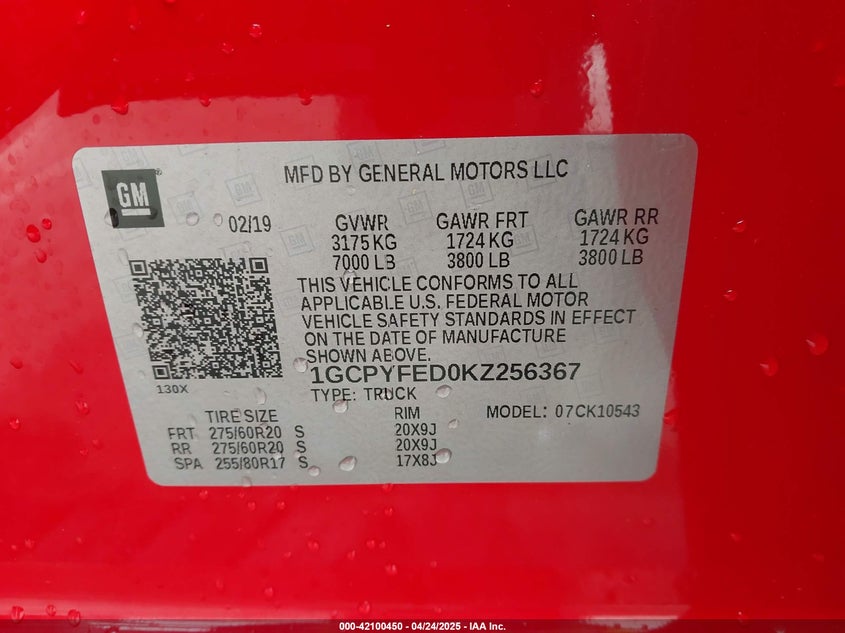 GM
MFD BY GENERAL MOTORS LLC
02/19
GVWR GAWR FRT GAWR RR
3175 KG 1724 KG 1724 KG
7000 LB 3800 LB 3800 LB
THIS VEHICLE CONFORMS TO ALL
APPLICABLE U.S. FEDERAL MOTOR
VEHICLE SAFETY STANDARDS IN EFFECT
ON THE DATE OF MANUFACTURE
SHOWN ABOVE.
130X
1GCPYFED0KZ256367
TYPE: TRUCK
MODEL: 07CK10543
TIRE SIZE RIM
FRT 275/60R20 S 20X9J
RR 275/60R20 S 20X9J
SPA 255/80R17 S 17X8J
000-42100450 - 04/24/2025 - IAA Inc.